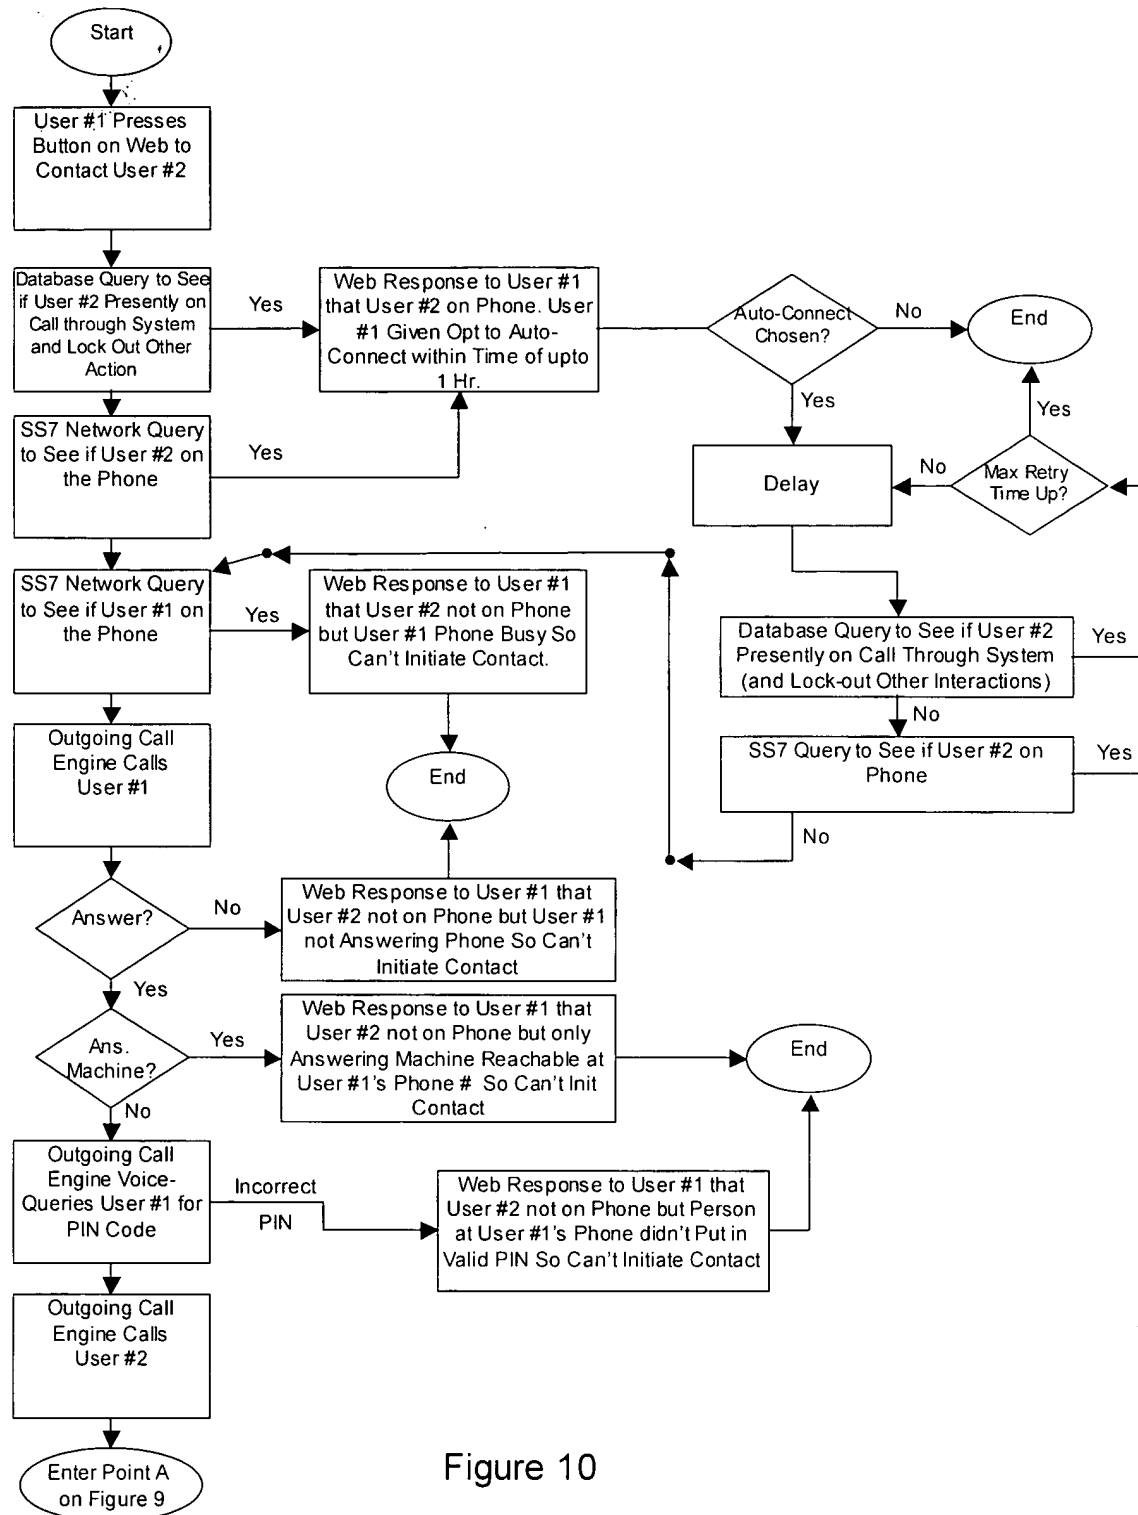 Start
User #1 Presses
Button on Web to
Contact User #2
Database Query to See
if User #2 Presently on
Call through System
and Lock Out Other
Action
Yes
Web Response to User #1
that User #2 on Phone. User
#1 Given Opt to Auto-
Connect within Time of upto
1 Hr.
Auto-Connect
Chosen?
No
End
Yes
Yes
SS7 Network Query
to See if User #2 on
the Phone
Yes
Delay
No
Max Retry
Time Up?
SS7 Network Query
to See if User #1 on
the Phone
Yes
Web Response to User #1
that User #2 not on Phone
but User #1 Phone Busy So
Can't Initiate Contact.
Database Query to See if User #2
Presently on Call Through System
(and Lock-out Other Interactions)
Yes
No
SS7 Query to See if User #2 on
Phone
Yes
No
Outgoing Call
Engine Calls
User #1
End
Answer?
No
Web Response to User #1 that
User #2 not on Phone but User #1
not Answering Phone So Can't
Initiate Contact
Yes
Ans.
Machine?
Yes
Web Response to User #1 that
User #2 not on Phone but only
Answering Machine Reachable at
User #1's Phone # So Can't Init
Contact
End
No
Outgoing Call
Engine Voice-
Queries User #1 for
PIN Code
Incorrect
PIN
Web Response to User #1 that
User #2 not on Phone but Person
at User #1's Phone didn't Put in
Valid PIN So Can't Initiate Contact
Outgoing Call
Engine Calls
User #2
Enter Point A
on Figure 9
Figure 10